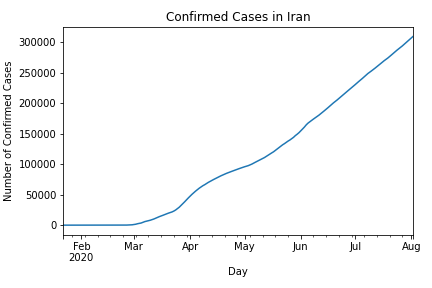 Confirmed Cases in Iran
Number of Confirmed Cases
300000
250000
200000
150000
100000
50000
0
Feb Mar Apr May Jun Jul Aug
2020
Day